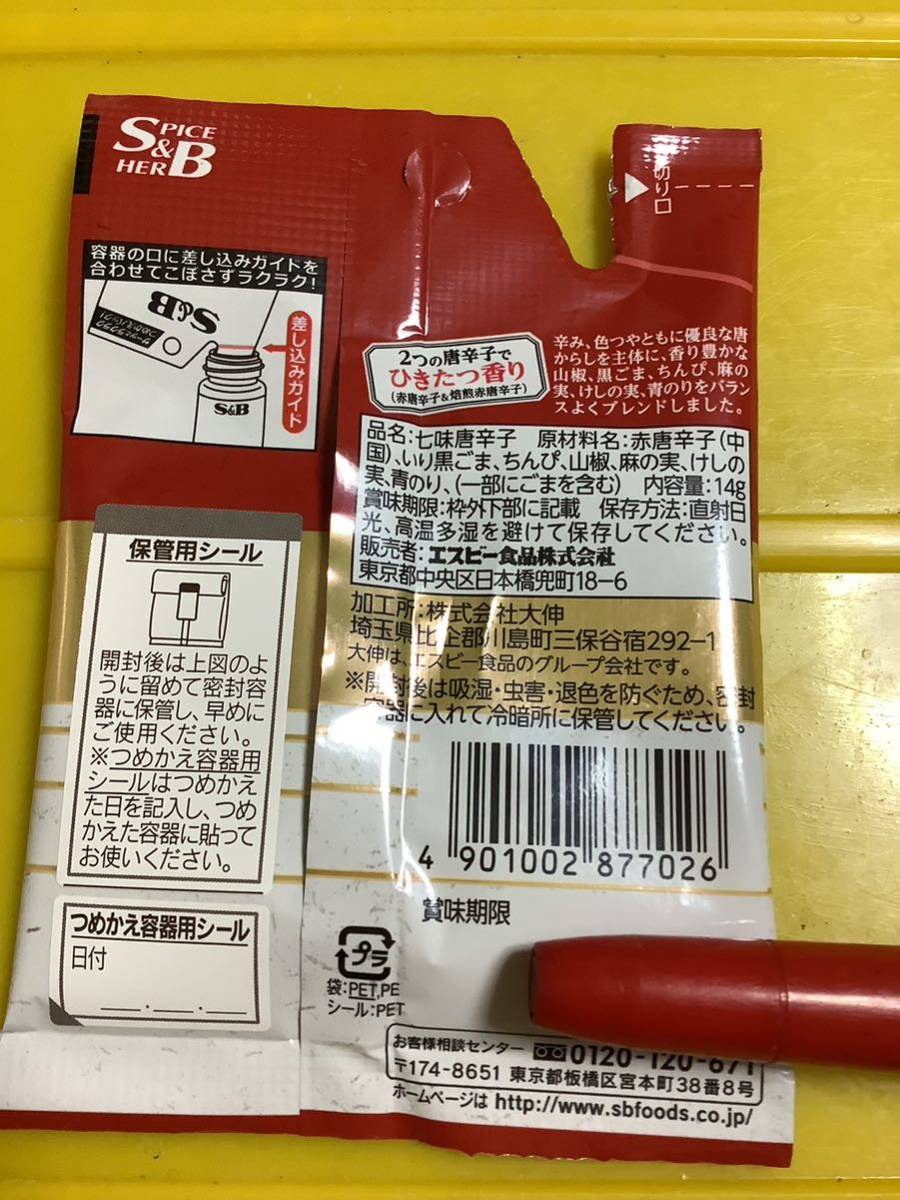 SPICE
&
HERB
切り口
容器の口に差し込みガイドを
合わせてこぼさずラクラク!
S&B
差し込みガイド
S&B
2つの唐辛子で
ひきたつ香り
(赤唐辛子&焙煎赤唐辛子)
辛み、色つやともに優良な唐
からしを主体に、香り豊かな
山椒、黒ごま、ちんぴ、麻の
実、けしの実、青のりをバラン
スよくブレンドしました。
品名:七味唐辛子 原材料名:赤唐辛子(中
国)、いり黒ごま、ちんぴ、山椒、麻の実、けしの
実、青のり、(一部にごまを含む) 内容量:14g
賞味期限:枠外下部に記載 保存方法:直射日
光、高温多湿を避けて保存してください。
販売者:エスビー食品株式会社
東京都中央区日本橋兜町18-6
加工所:株式会社大伸
埼玉県比企郡川島町三保谷宿292-1
大伸は、エスビー食品のグループ会社です。
※開封後は吸湿・虫害・退色を防ぐため、密封
容器に入れて冷暗所に保管してください。
4 901002 877026
賞味期限
プラ
袋:PET,PE
シール:PET
お客様相談センター 0120-120-671
〒174-8651 東京都板橋区宮本町38番8号
ホームページは http://www.sbfoods.co.jp/
保管用シール
開封後は上図のよ
うに留めて密封容
器に保管し、早めに
ご使用ください。
※つめかえ容器用
シールはつめかえ
た日を記入し、つめ
かえた容器に貼って
お使いください。
つめかえ容器用シール
日付
. . .